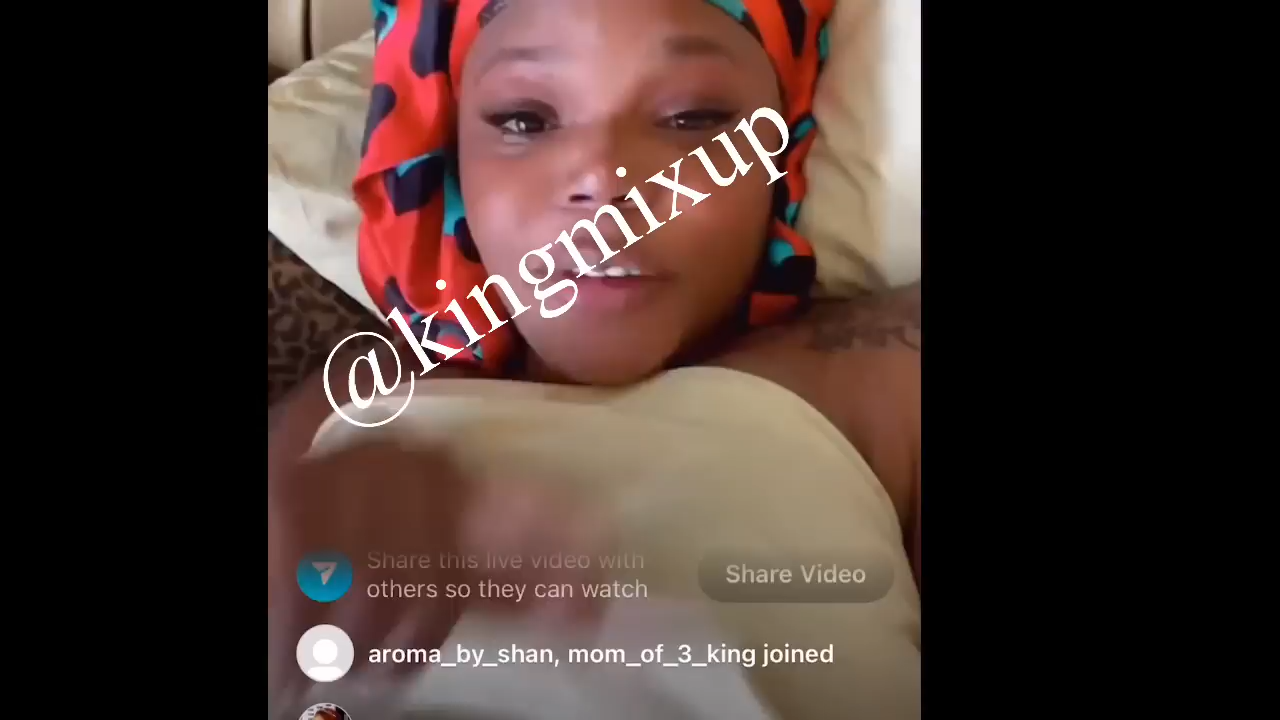 @kingmixup
Share this live video with
others so they can watch
Share Video
aroma_by_shan, mom_of_3_king joined